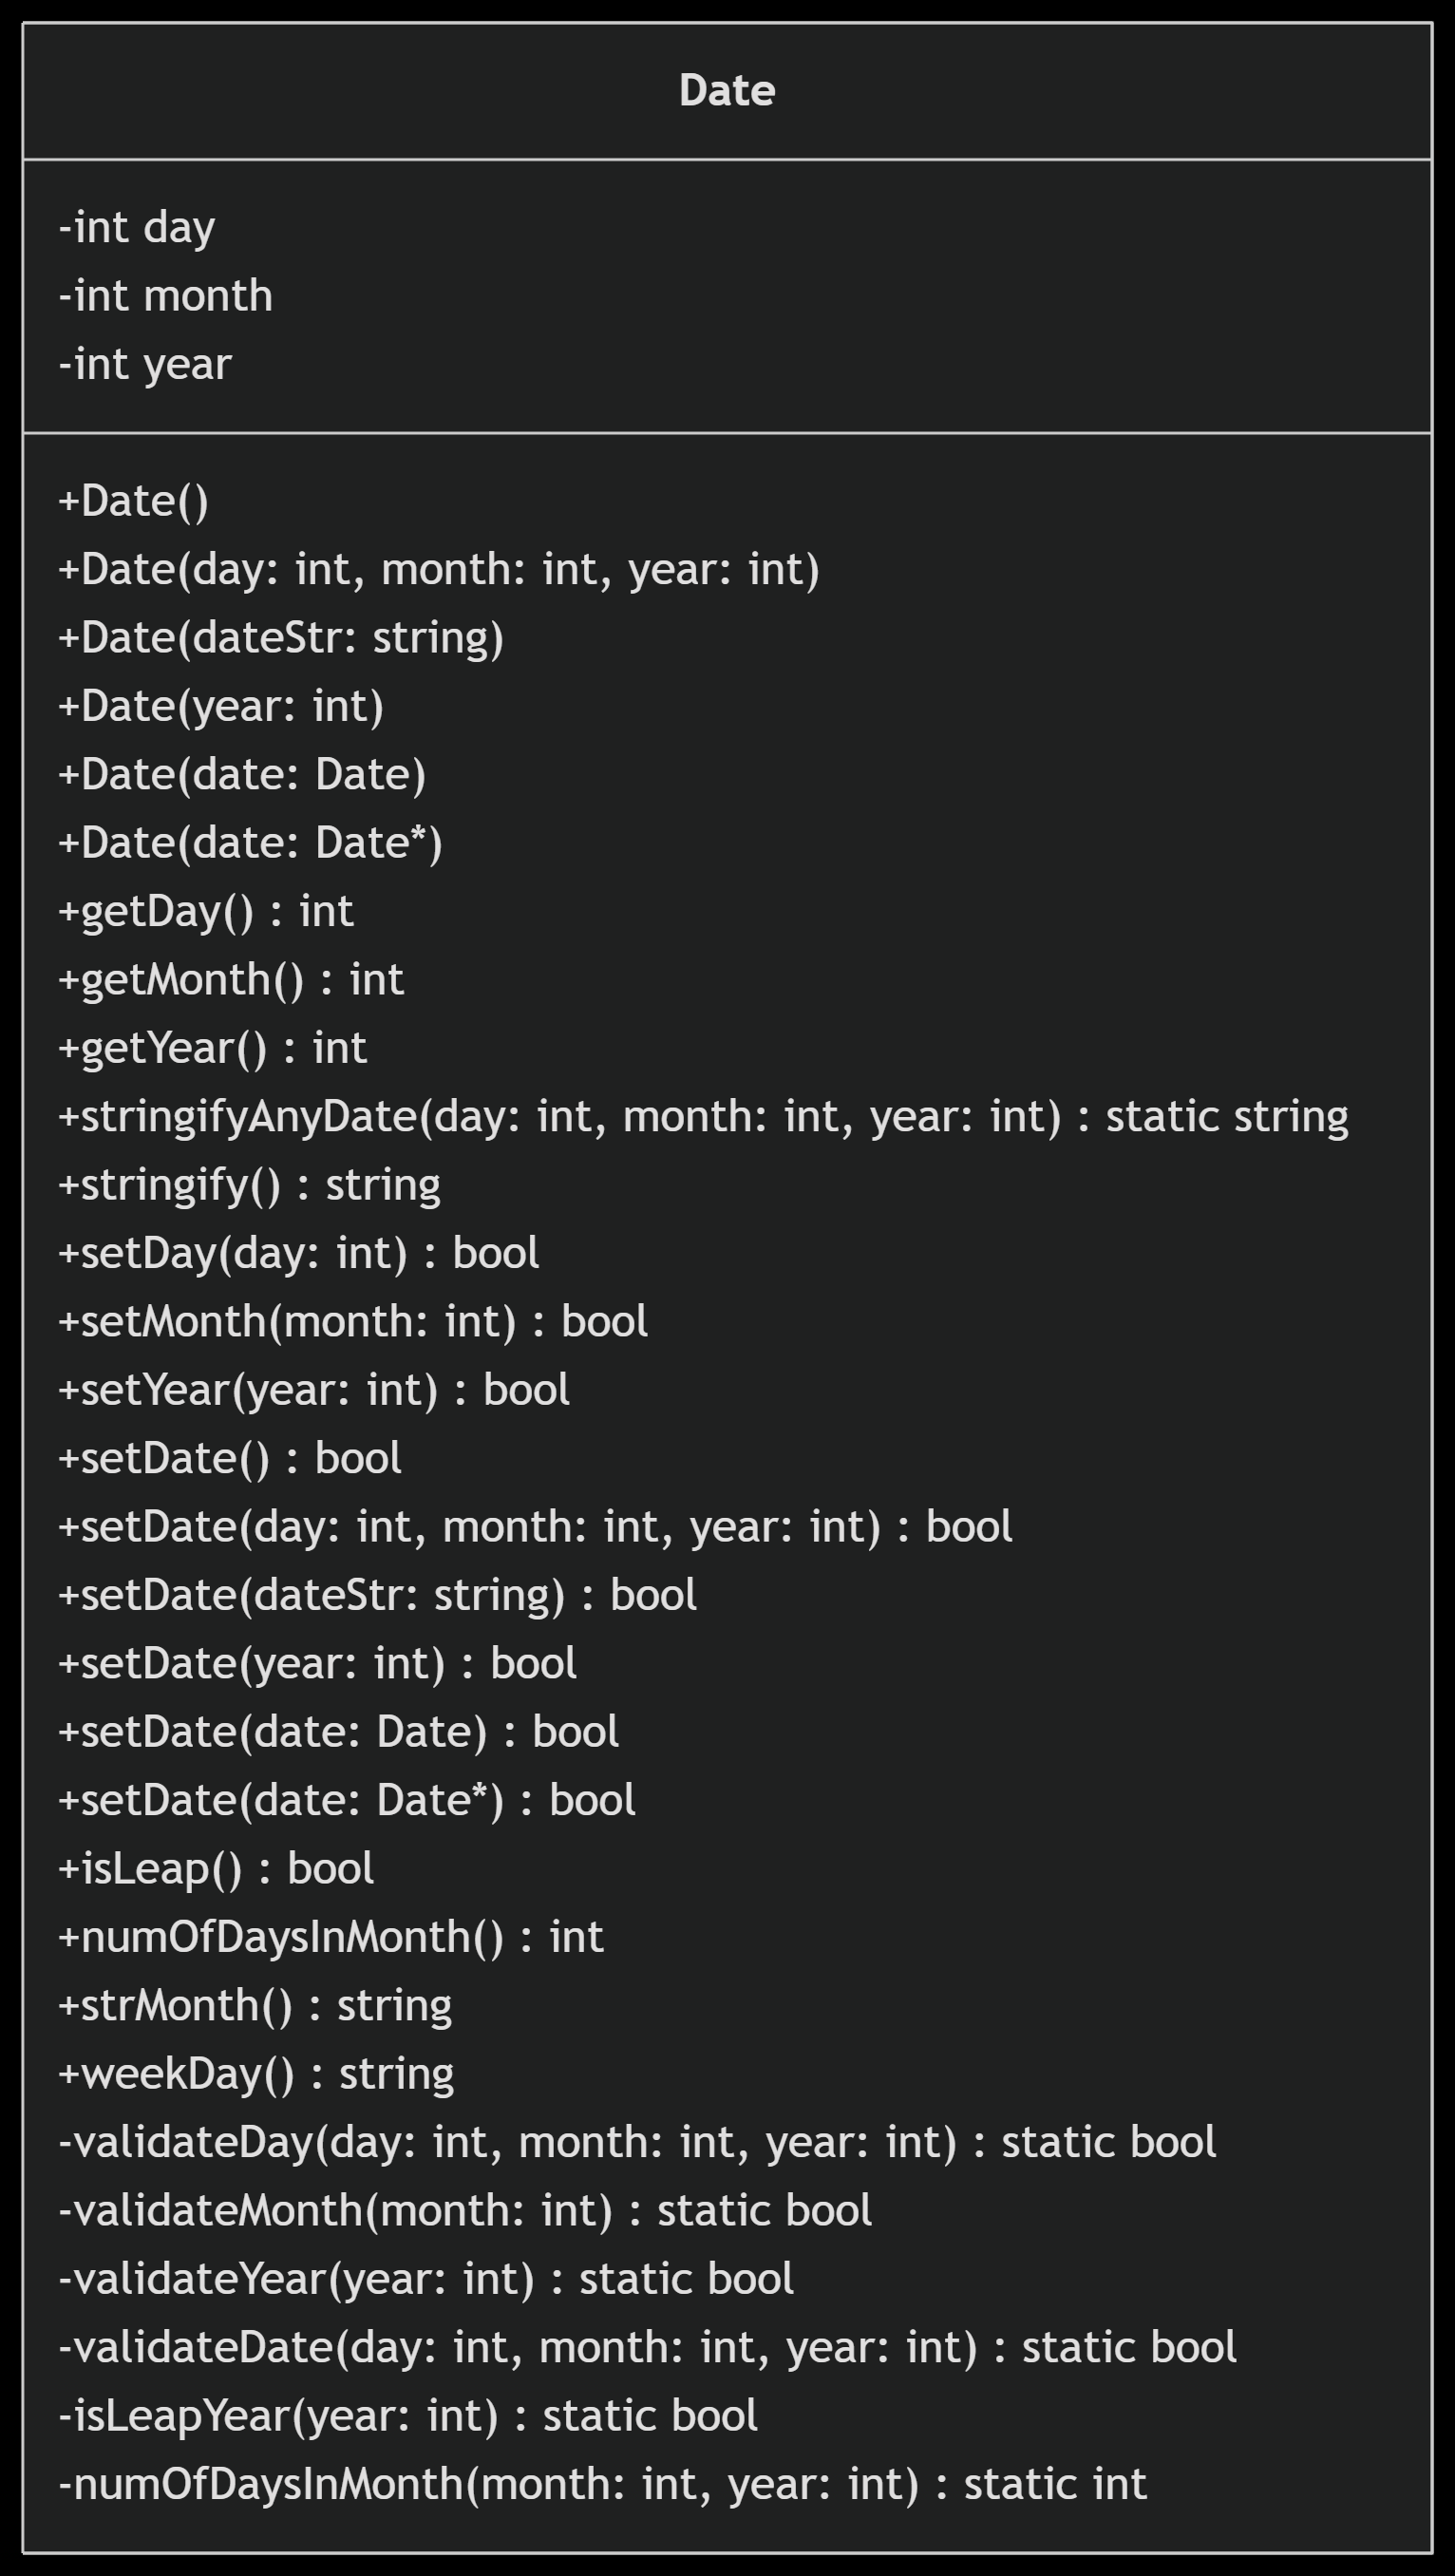 Date
-int day
-int month
-int year
+Date()
+Date(day: int, month: int, year: int)
+Date(dateStr: string)
+Date(year: int)
+Date(date: Date)
+Date(date: Date*)
+getDay() : int
+getMonth() : int
+getYear() : int
+stringifyAnyDate(day: int, month: int, year: int) : static string
+stringify() : string
+setDay(day: int) : bool
+setMonth(month: int) : bool
+setYear(year: int) : bool
+setDate() : bool
+setDate(day: int, month: int, year: int) : bool
+setDate(dateStr: string) : bool
+setDate(year: int) : bool
+setDate(date: Date) : bool
+setDate(date: Date*) : bool
+isLeap() : bool
+numOfDaysInMonth() : int
+strMonth() : string
+weekDay() : string
-validateDay(day: int, month: int, year: int) : static bool
-validateMonth(month: int) : static bool
-validateYear(year: int) : static bool
-validateDate(day: int, month: int, year: int) : static bool
-isLeapYear(year: int) : static bool
-numOfDaysInMonth(month: int, year: int) : static int